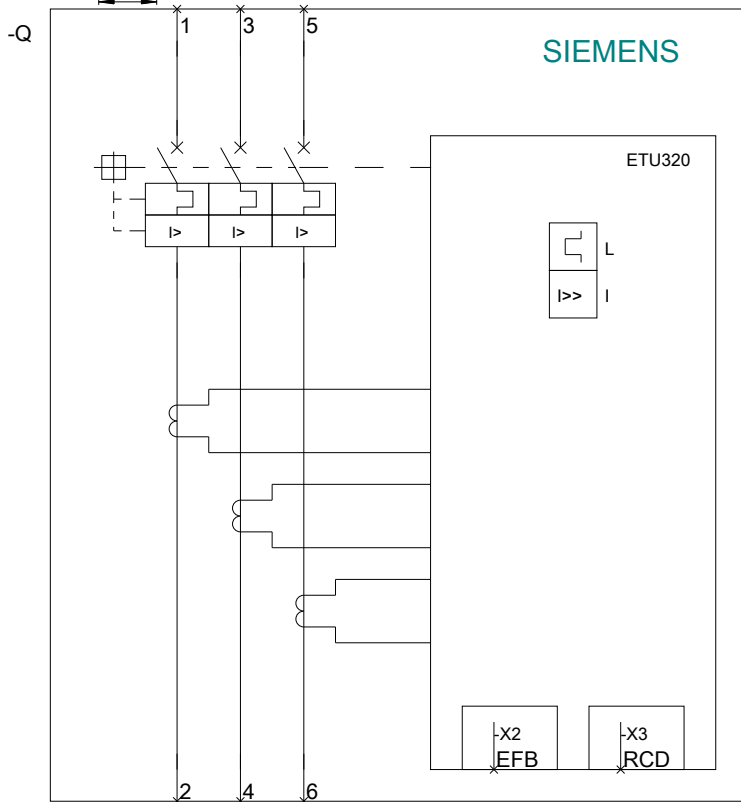 1 3 5
-Q
SIEMENS
ETU320
L
I> I> I>
I>> I
-X2 -X3
EFB RCD
2 4 6